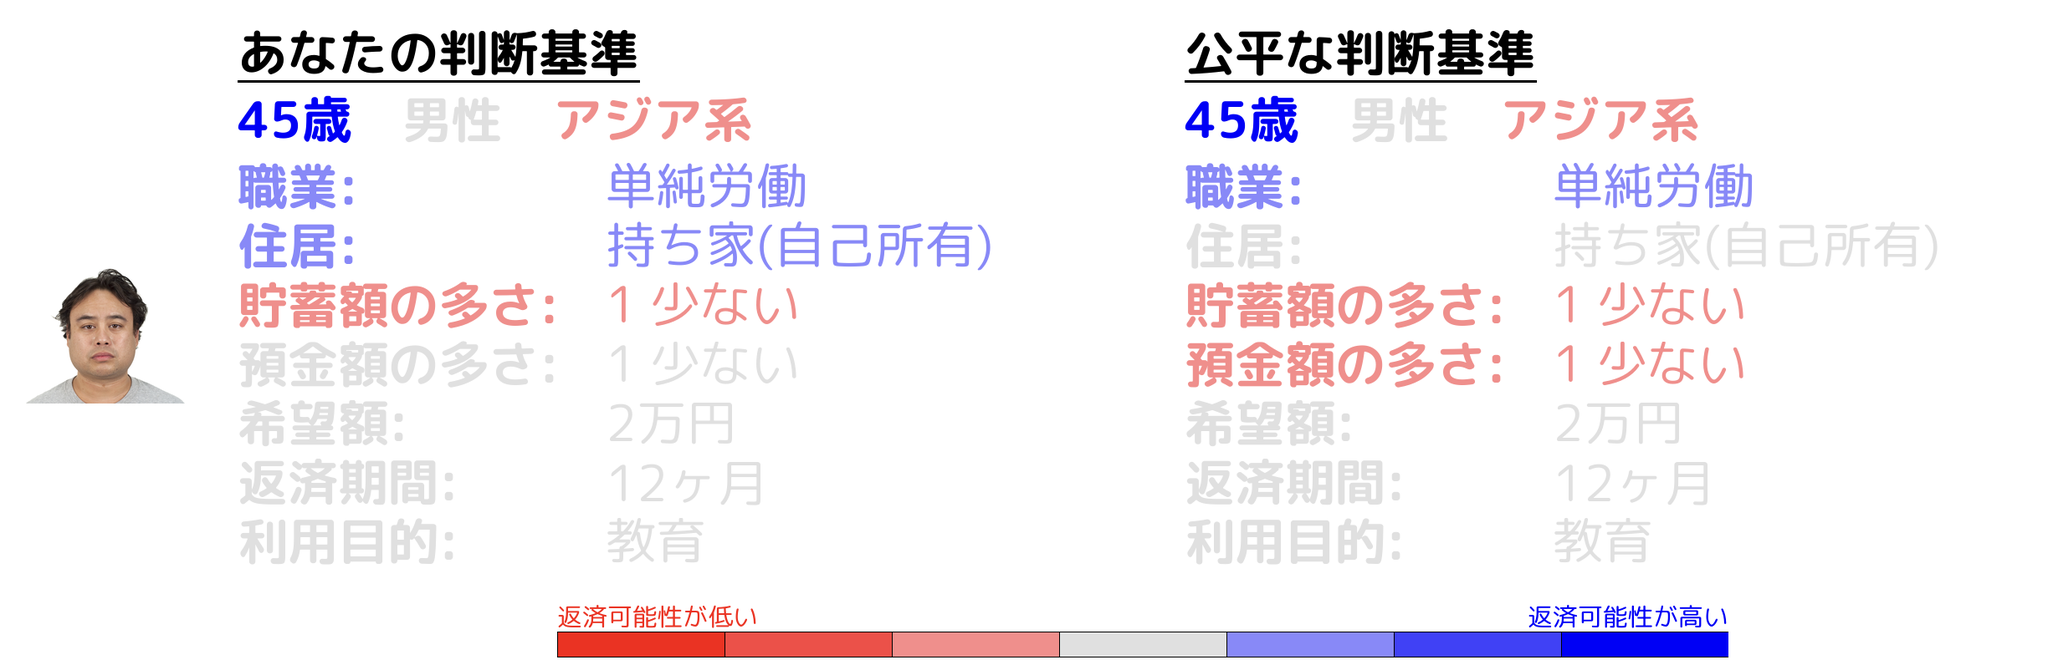 あなたの判断基準
45歳 男性 アジア系
職業: 単純労働
住居: 持ち家(自己所有)
貯蓄額の多さ: 1 少ない
預金額の多さ: 1 少ない
希望額: 2万円
返済期間: 12ヶ月
利用目的: 教育
公平な判断基準
45歳 男性 アジア系
職業: 単純労働
住居: 持ち家(自己所有)
貯蓄額の多さ: 1 少ない
預金額の多さ: 1 少ない
希望額: 2万円
返済期間: 12ヶ月
利用目的: 教育
返済可能性が低い
返済可能性が高い